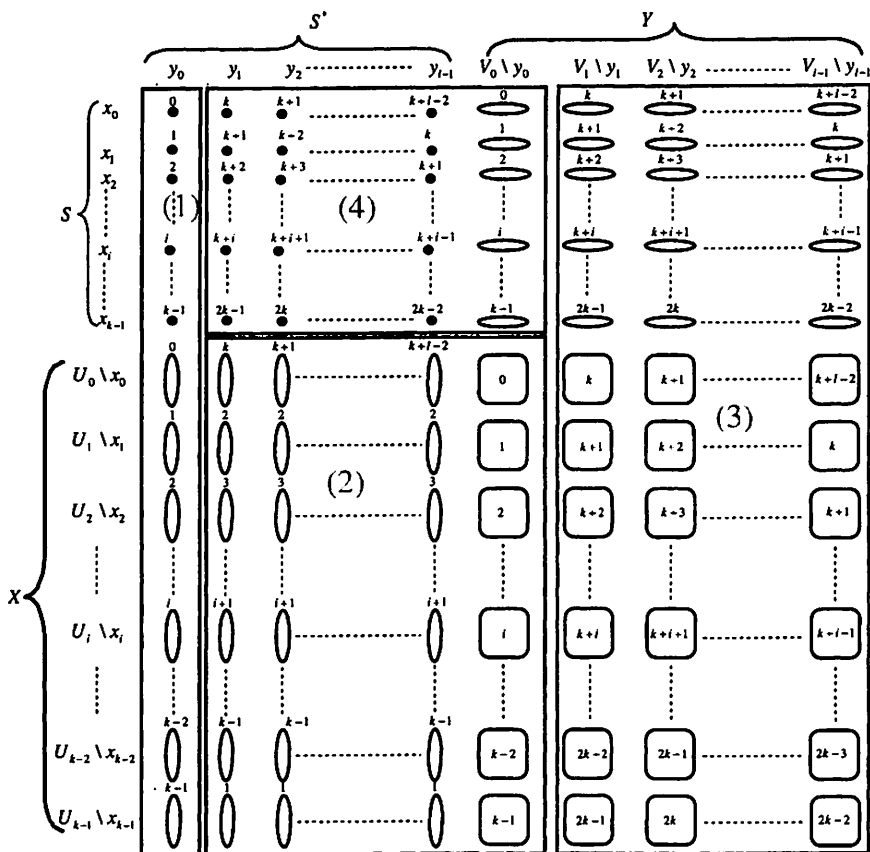 S* Y
y₀ y₁ y₂ ............ yₗ₋₁ V₀ \ y₀ V₁ \ y₁ V₂ \ y₂ ............ Vₗ₋₁ \ yₗ₋₁
0 k k+1 k+l-2 0 k k+1 k+l-2
x₀
1 k+1 k-2 k 1 k+1 k+2 k
x₁
2 k+2 k+3 k+1 2 k+2 k+3 k+1
x₂
S (1) (4)
i k+i k+i+1 k+i-1 i k+i k+i+1 k+i-1
xᵢ
k-1 2k-1 2k 2k-2 k-1 2k-1 2k 2k-2
xₖ₋₁
0 k k+1 k+l-2
U₀ \ x₀ 0 k k+1 k+l-2
1 2 2 2 (3)
U₁ \ x₁ 1 k+1 k+2 k
2 3 3 (2) 3
U₂ \ x₂ 2 k+2 k+3 k+1
X
i i+1 i+1 i+1
Uᵢ \ xᵢ i k+i k+i+1 k+i-1
k-2 k-1 k-1 k-1
Uₖ₋₂ \ xₖ₋₂ k-2 2k-2 2k-1 2k-3
k-1 1 1 1
Uₖ₋₁ \ xₖ₋₁ k-1 2k-1 2k 2k-2